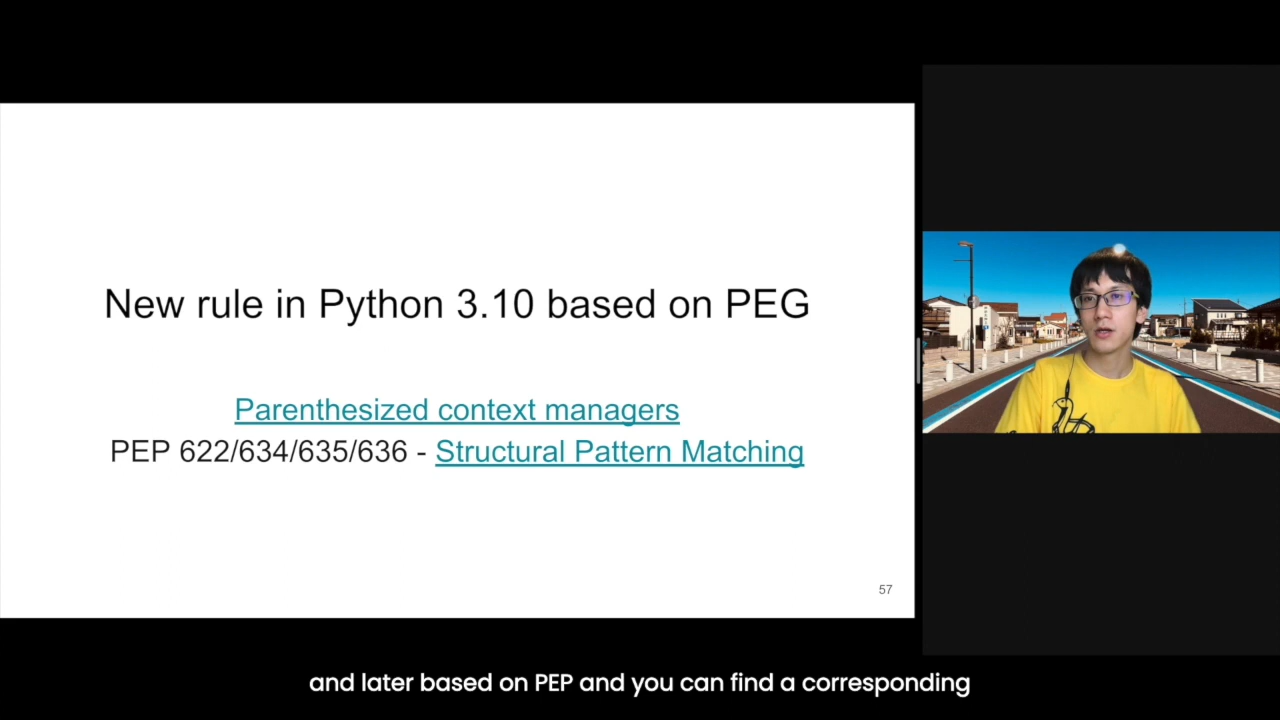 New rule in Python 3.10 based on PEG
Parenthesized context managers
PEP 622/634/635/636 - Structural Pattern Matching
57
and later based on PEP and you can find a corresponding